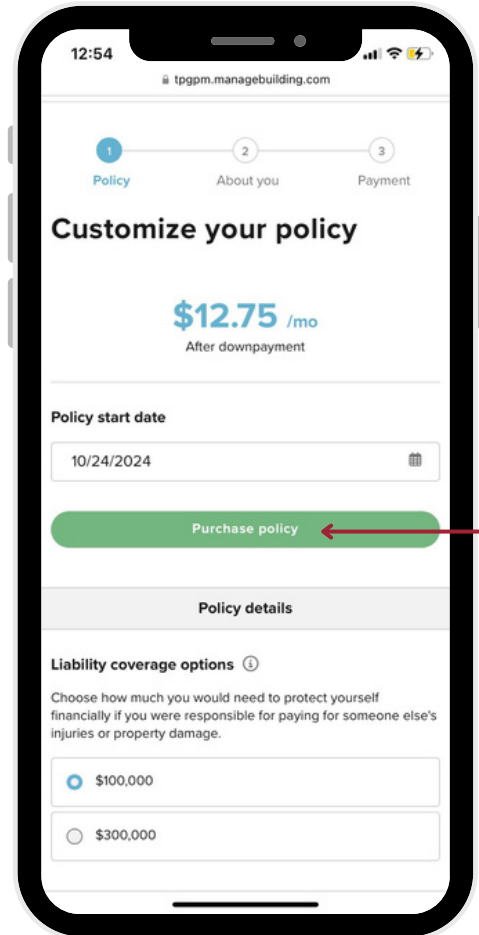 12:54
tpgpm.managebuilding.com
1
2
3
Policy
About you
Payment
Customize your policy
$12.75 /mo
After downpayment
Policy start date
10/24/2024
Purchase policy
Policy details
Liability coverage options
Choose how much you would need to protect yourself
financially if you were responsible for paying for someone else's
injuries or property damage.
$100,000
$300,000